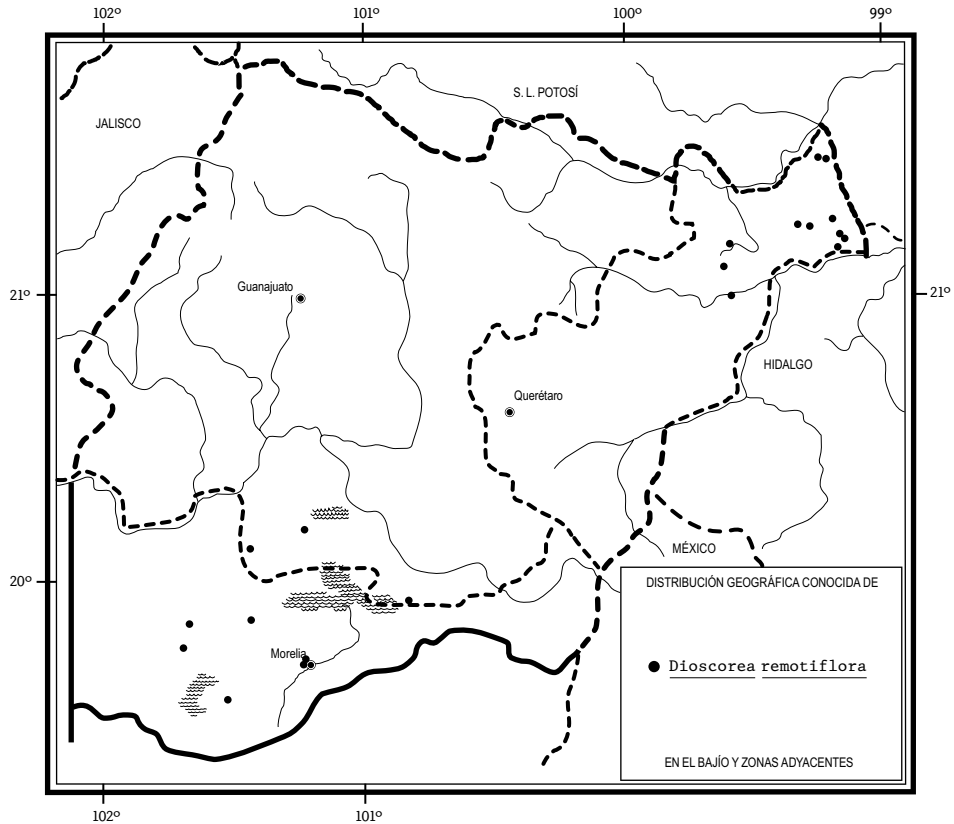 102º 101º 100º 99º
S. L. POTOSÍ
JALISCO
Guanajuato
21º 21º
HIDALGO
Querétaro
MÉXICO
20º
DISTRIBUCIÓN GEOGRÁFICA CONOCIDA DE
Morelia
Dioscorea remotiflora
EN EL BAJÍO Y ZONAS ADYACENTES
102º 101º